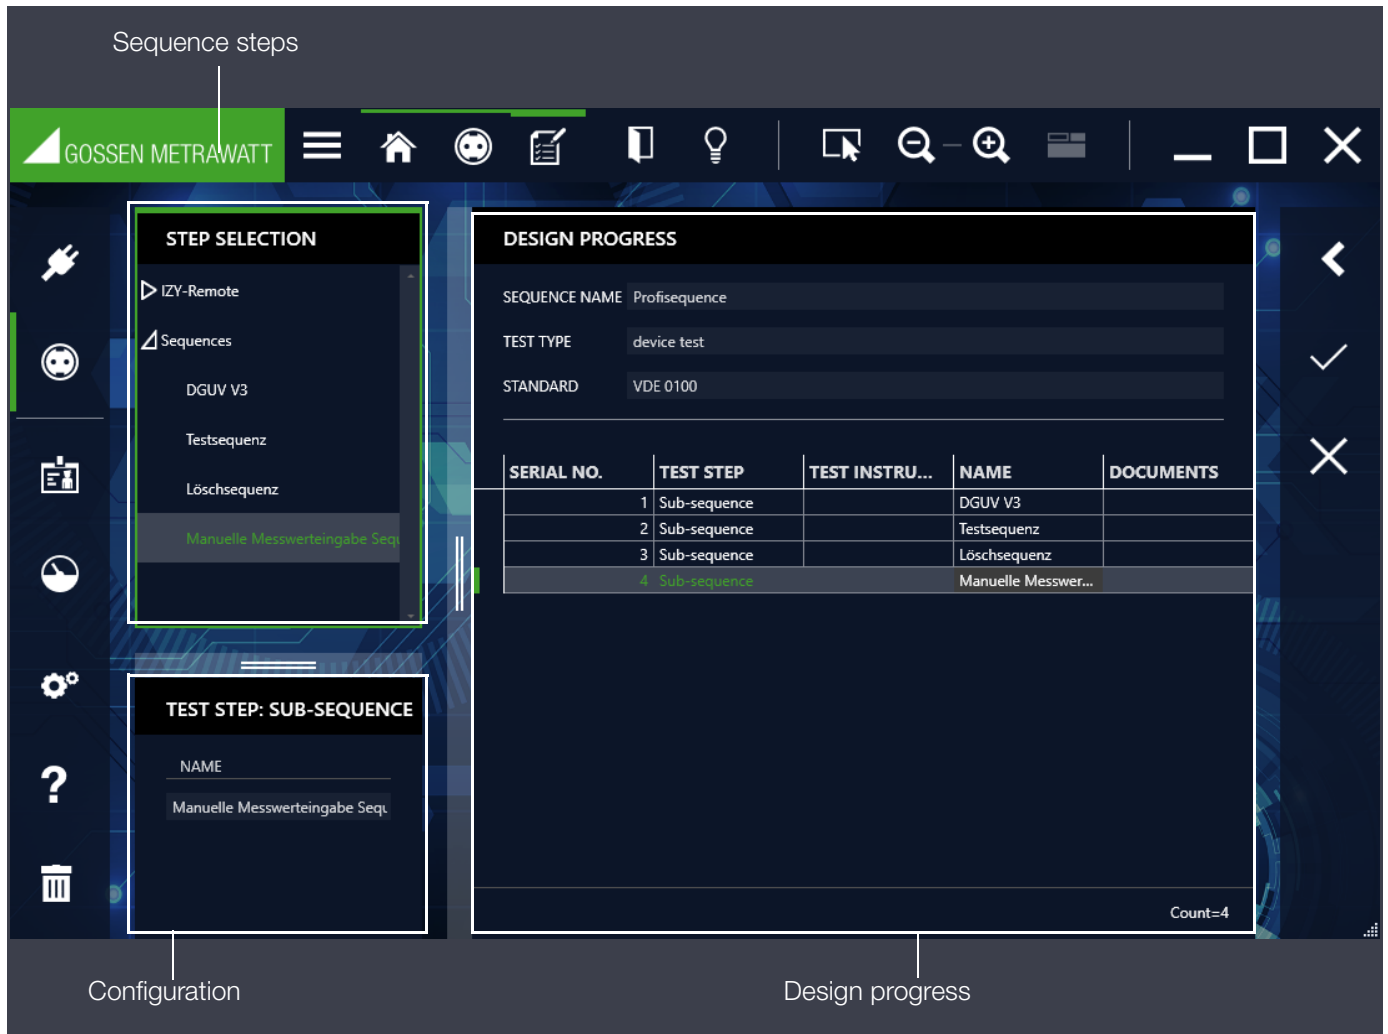 Sequence steps
GOSSEN METRAWATT
STEP SELECTION
IZY-Remote
Sequences
DGUV V3
Testsequenz
Löschsequenz
Manuelle Messwerteingabe Sequ
TEST STEP: SUB-SEQUENCE
NAME
Manuelle Messwerteingabe Sequ
DESIGN PROGRESS
SEQUENCE NAME Profisequence
TEST TYPE device test
STANDARD VDE 0100
SERIAL NO. TEST STEP TEST INSTRU... NAME DOCUMENTS
1 Sub-sequence DGUV V3
2 Sub-sequence Testsequenz
3 Sub-sequence Löschsequenz
4 Sub-sequence Manuelle Messwer...
Count=4
Configuration
Design progress